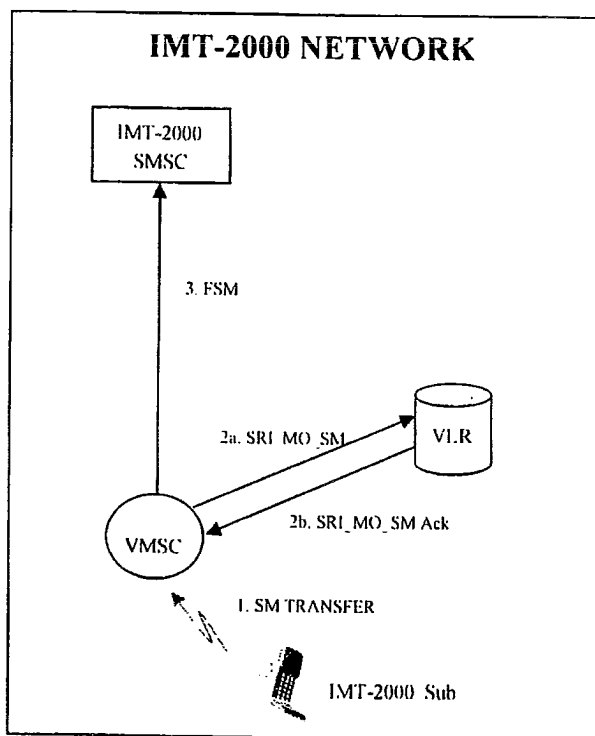 IMT-2000 NETWORK
IMT-2000
SMSC
3. FSM
2a. SRI_MO_SM
VLR
2b. SRI_MO_SM Ack
VMSC
1. SM TRANSFER
IMT-2000 Sub